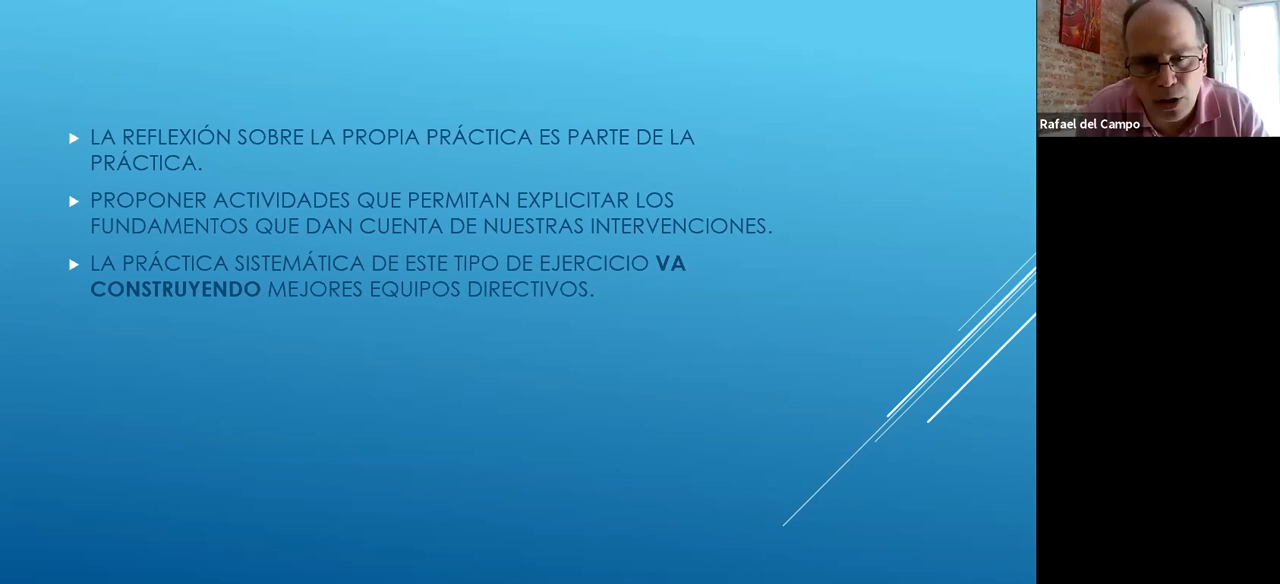 LA REFLEXIÓN SOBRE LA PROPIA PRÁCTICA ES PARTE DE LA
PRÁCTICA.
PROPONER ACTIVIDADES QUE PERMITAN EXPLICITAR LOS
FUNDAMENTOS QUE DAN CUENTA DE NUESTRAS INTERVENCIONES.
LA PRÁCTICA SISTEMÁTICA DE ESTE TIPO DE EJERCICIO VA
CONSTRUYENDO MEJORES EQUIPOS DIRECTIVOS.
Rafael del Campo